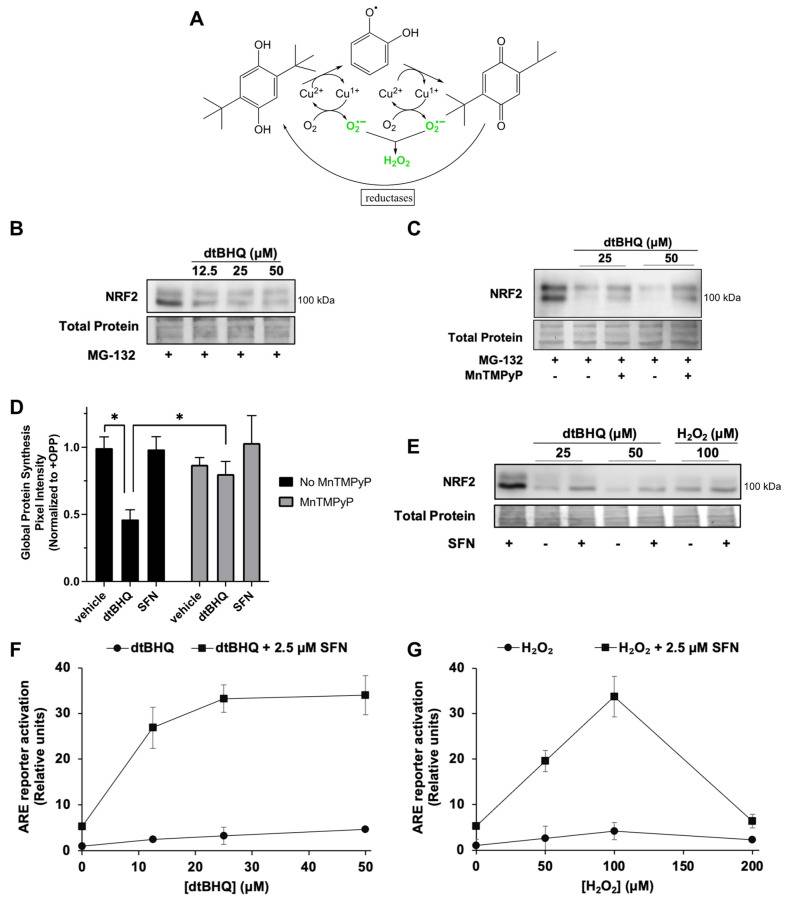 A
O•
OH
OH
OH
O
O
Cu2+ Cu1+ Cu2+ Cu1+
O2 O2•− O2 O2•−
H2O2
reductases
B
dtBHQ (μM)
12.5 25 50
NRF2
100 kDa
Total Protein
MG-132 + + + +
C
dtBHQ (μM)
25 50
NRF2
100 kDa
Total Protein
MG-132 + + + + +
MnTMPyP - - + - +
D
Global Protein Synthesis
Pixel Intensity
(Normalized to +OPP)
1.0
0.5
0.0
* *
No MnTMPyP
MnTMPyP
vehicle dtBHQ SFN vehicle dtBHQ SFN
E
dtBHQ (μM) H2O2 (μM)
25 50 100
NRF2
100 kDa
Total Protein
SFN + - + - + - +
F
dtBHQ dtBHQ + 2.5 μM SFN
ARE reporter activation
(Relative units)
40
30
20
10
0
0 10 20 30 40 50
[dtBHQ] (μM)
G
H2O2 H2O2 + 2.5 μM SFN
ARE reporter activation
(Relative units)
40
30
20
10
0
0 50 100 150 200
[H2O2] (μM)